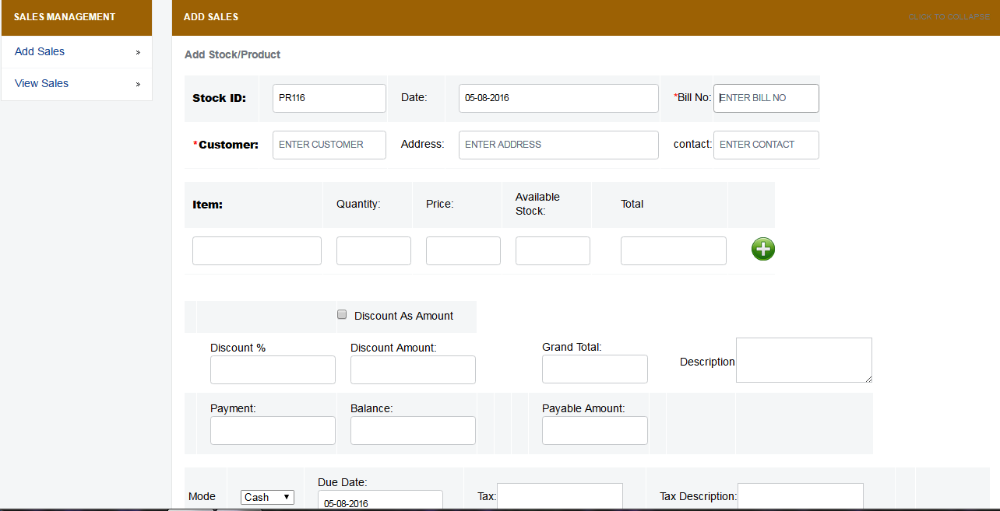 SALES MANAGEMENT
ADD SALES
CLICK TO COLLAPSE
Add Sales »
View Sales »
Add Stock/Product
Stock ID: PR116 Date: 05-08-2016 *Bill No: ENTER BILL NO
*Customer: ENTER CUSTOMER Address: ENTER ADDRESS contact: ENTER CONTACT
Item: Quantity: Price: Available Stock: Total
Discount As Amount
Discount % Discount Amount: Grand Total: Description
Payment: Balance: Payable Amount:
Mode Cash Due Date: 05-08-2016 Tax: Tax Description: